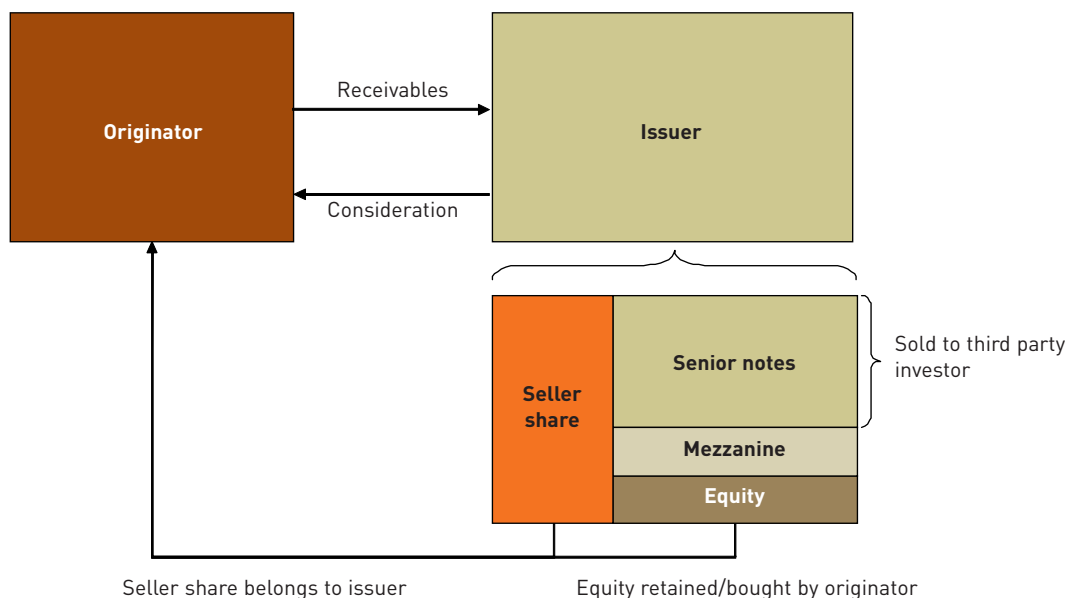 Receivables
Originator
Issuer
Consideration
Sold to third party
investor
Senior notes
Seller
share
Mezzanine
Equity
Seller share belongs to issuer
Equity retained/bought by originator